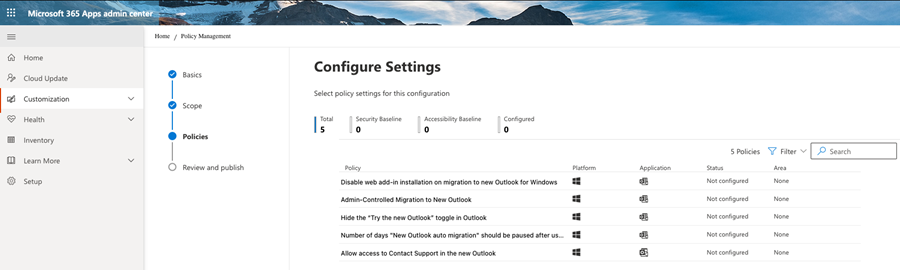 Microsoft 365 Apps admin center
Home / Policy Management
Home
Cloud Update
Customization
Health
Inventory
Learn More
Setup
Basics
Scope
Policies
Review and publish
Configure Settings
Select policy settings for this configuration
Total Security Baseline Accessibility Baseline Configured
5 0 0 0
5 Policies Filter Search
Policy Platform Application Status Area
Disable web add-in installation on migration to new Outlook for Windows Not configured None
Admin-Controlled Migration to New Outlook Not configured None
Hide the "Try the new Outlook" toggle in Outlook Not configured None
Number of days "New Outlook auto migration" should be paused after us... Not configured None
Allow access to Contact Support in the new Outlook Not configured None